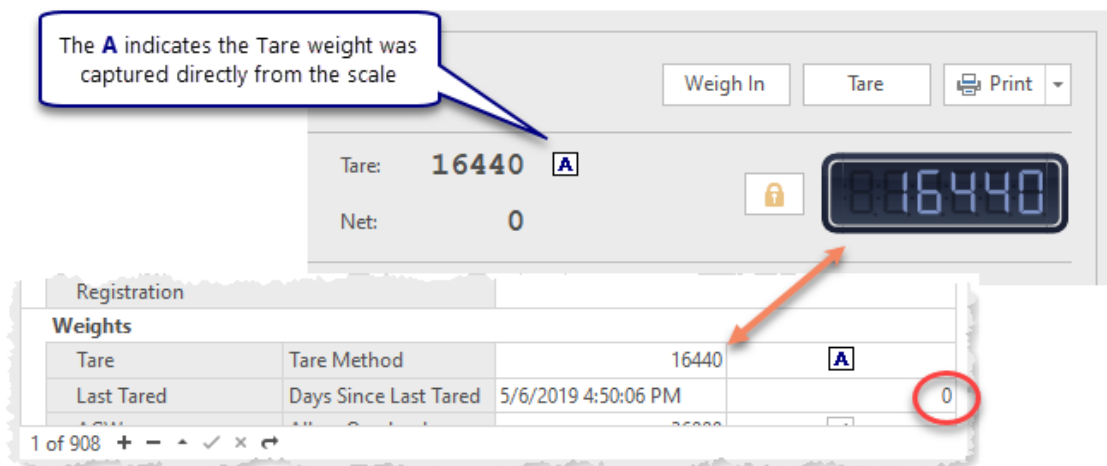 The A indicates the Tare weight was
captured directly from the scale
Weigh In Tare Print
Tare: 16440 A
16440
Net: 0
Registration
Weights
Tare Tare Method 16440 A
Last Tared Days Since Last Tared 5/6/2019 4:50:06 PM 0
1 of 908